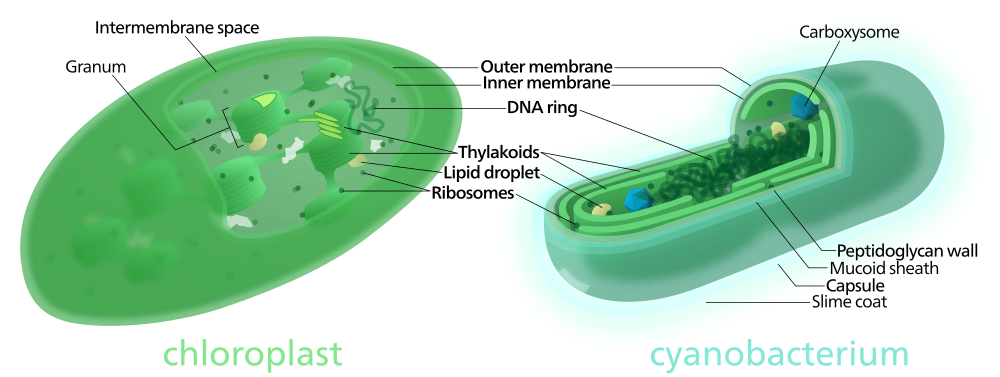 Intermembrane space
Carboxysome
Granum
Outer membrane
Inner membrane
DNA ring
Thylakoids
Lipid droplet
Ribosomes
Peptidoglycan wall
Mucoid sheath
Capsule
Slime coat
chloroplast
cyanobacterium